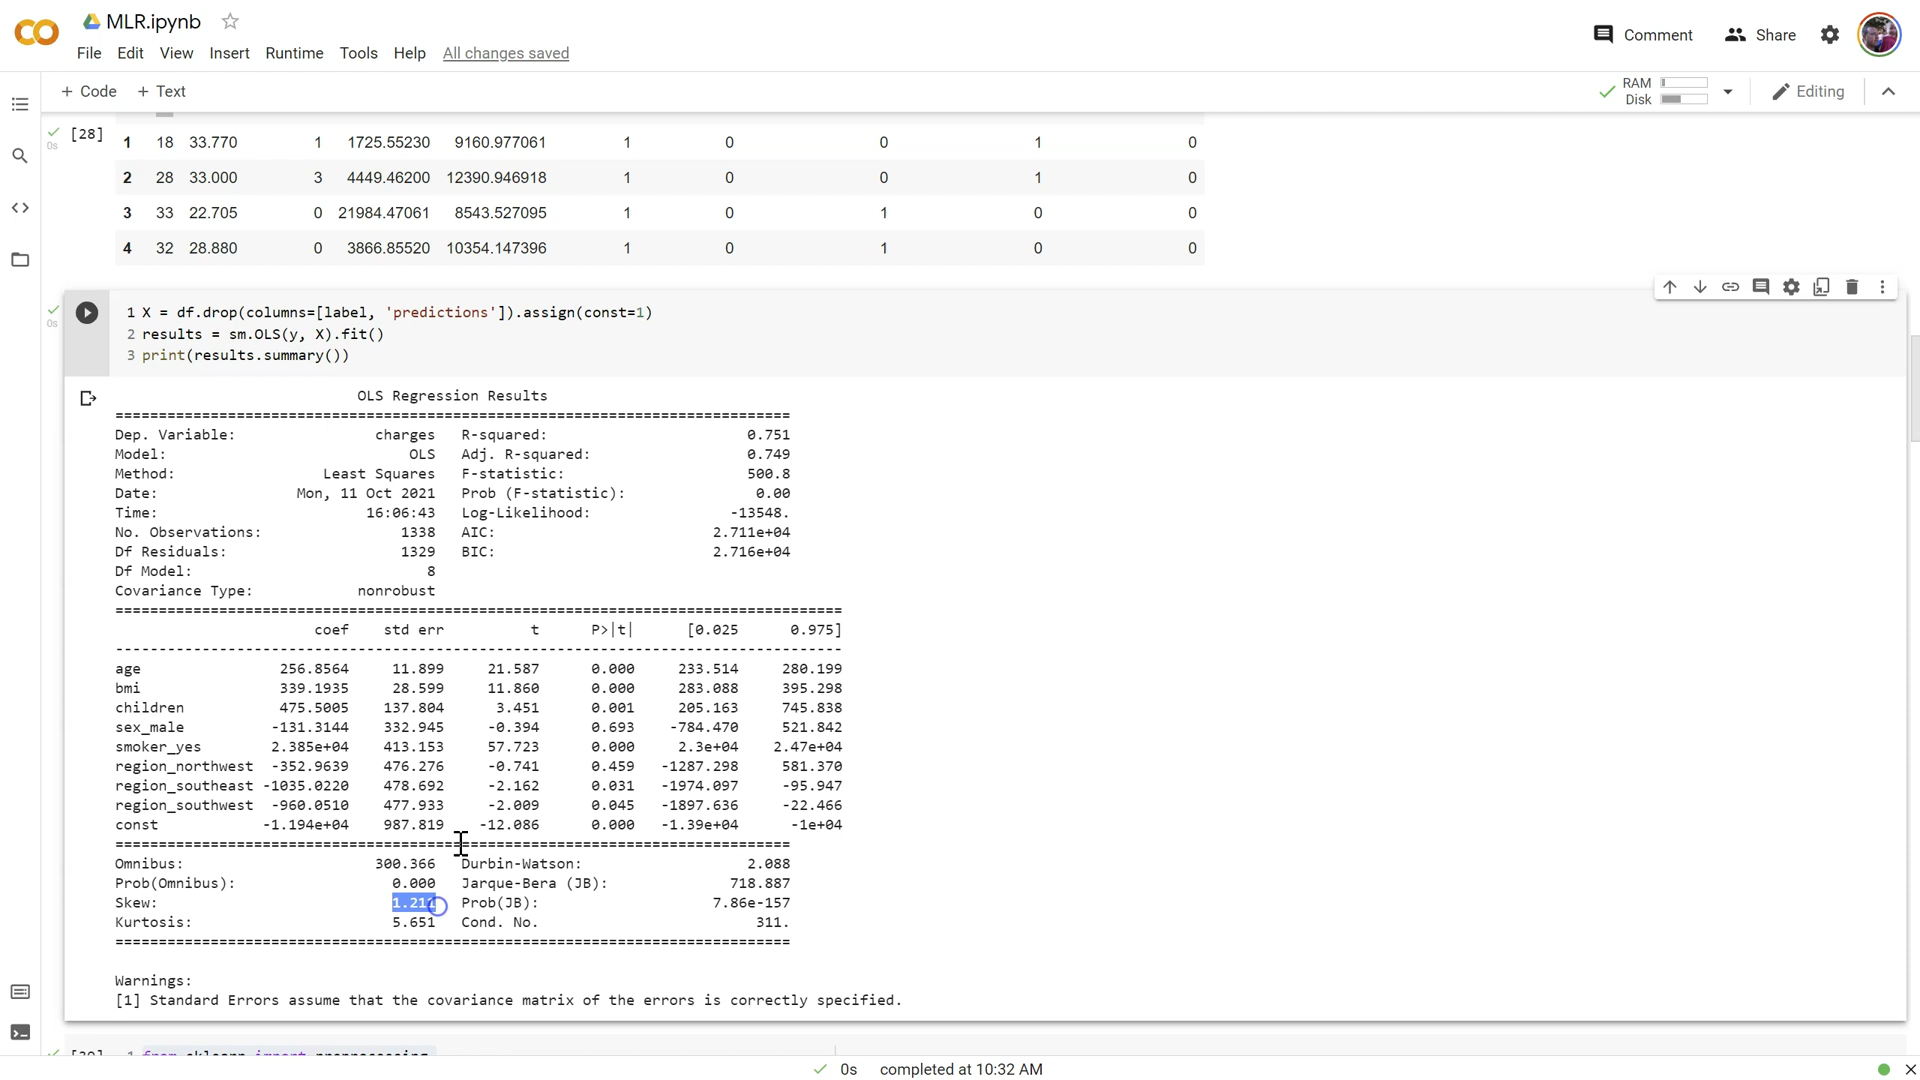 MLR.ipynb
Comment
Share
File Edit View Insert Runtime Tools Help All changes saved
+ Code + Text
RAM
Disk
Editing
[28]
0s
1 18 33.770 1 1725.55230 9160.977061 1 0 0 1 0
2 28 33.000 3 4449.46200 12390.946918 1 0 0 1 0
3 33 22.705 0 21984.47061 8543.527095 1 0 1 0 0
4 32 28.880 0 3866.85520 10354.147396 1 0 1 0 0
0s
1 X = df.drop(columns=[label, 'predictions']).assign(const=1)
2 results = sm.OLS(y, X).fit()
3 print(results.summary())
OLS Regression Results
==============================================================================
Dep. Variable: charges R-squared: 0.751
Model: OLS Adj. R-squared: 0.749
Method: Least Squares F-statistic: 500.8
Date: Mon, 11 Oct 2021 Prob (F-statistic): 0.00
Time: 16:06:43 Log-Likelihood: -13548.
No. Observations: 1338 AIC: 2.711e+04
Df Residuals: 1329 BIC: 2.716e+04
Df Model: 8
Covariance Type: nonrobust
====================================================================================
coef std err t P>|t| [0.025 0.975]
------------------------------------------------------------------------------------
age 256.8564 11.899 21.587 0.000 233.514 280.199
bmi 339.1935 28.599 11.860 0.000 283.088 395.298
children 475.5005 137.804 3.451 0.001 205.163 745.838
sex_male -131.3144 332.945 -0.394 0.693 -784.470 521.842
smoker_yes 2.385e+04 413.153 57.723 0.000 2.3e+04 2.47e+04
region_northwest -352.9639 476.276 -0.741 0.459 -1287.298 581.370
region_southeast -1035.0220 478.692 -2.162 0.031 -1974.097 -95.947
region_southwest -960.0510 477.933 -2.009 0.045 -1897.636 -22.466
const -1.194e+04 987.819 -12.086 0.000 -1.39e+04 -1e+04
==============================================================================
Omnibus: 300.366 Durbin-Watson: 2.088
Prob(Omnibus): 0.000 Jarque-Bera (JB): 718.887
Skew: 1.211 Prob(JB): 7.86e-157
Kurtosis: 5.651 Cond. No. 311.
==============================================================================
Warnings:
[1] Standard Errors assume that the covariance matrix of the errors is correctly specified.
1 from sklearn import preprocessing
0s completed at 10:32 AM